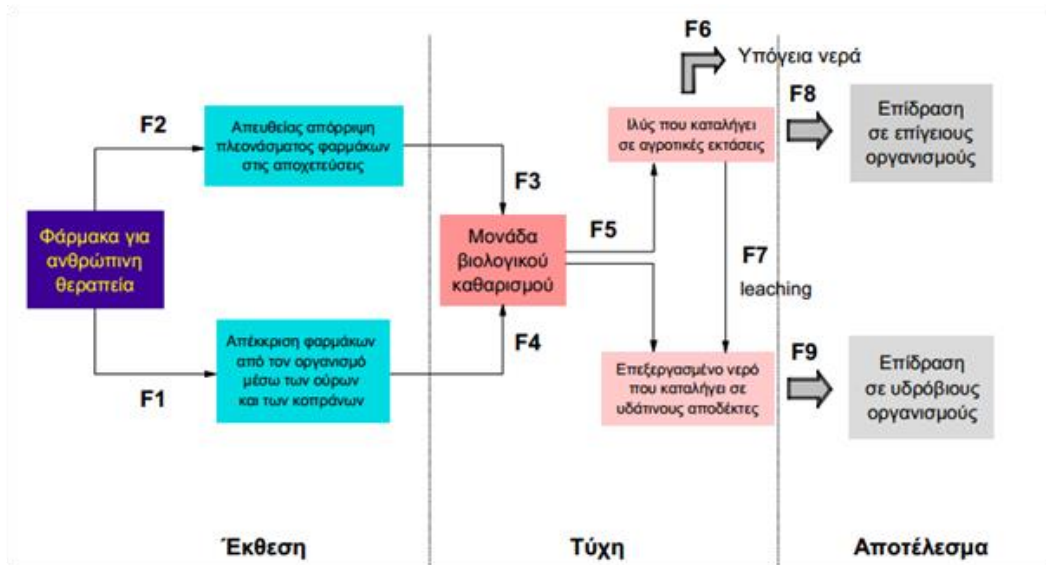 F6
Υπόγεια νερά
F2
Απευθείας απόρριψη
πλεονάσματος φαρμάκων
στις αποχετεύσεις
F3
Ιλύς που καταλήγει
σε αγροτικές εκτάσεις
F8
Επίδραση
σε επίγειους
οργανισμούς
Φάρμακα για
ανθρώπινη
θεραπεία
Μονάδα
βιολογικού
καθαρισμού
F5
F7
leaching
F1
Απέκκριση φαρμάκων
από τον οργανισμό
μέσω των ούρων
και των κοπράνων
F4
Επεξεργασμένο νερό
που καταλήγει σε
υδάτινους αποδέκτες
F9
Επίδραση
σε υδρόβιους
οργανισμούς
Έκθεση
Τύχη
Αποτέλεσμα